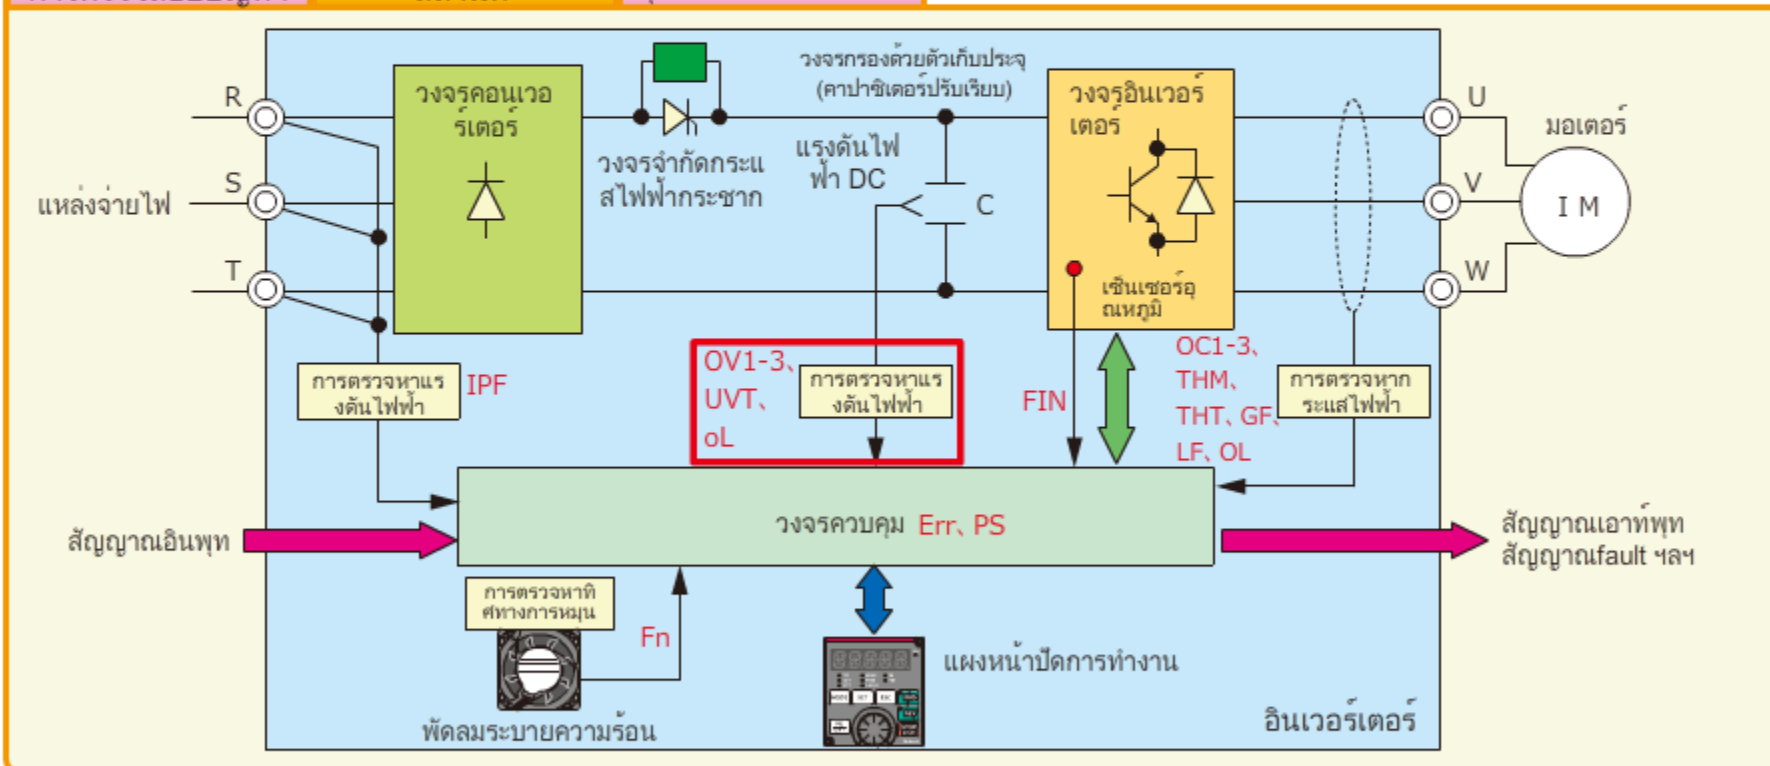 วงจรกรองด้วยตัวเก็บประจุ
(คาปาซิเตอร์ปรับเรียบ)
R
วงจรคอนเวอ
ร์เตอร์
วงจรอินเวอร์
เตอร์
U
มอเตอร์
วงจรจำกัดกระแ
สไฟฟ้ากระชาก
แรงดันไฟ
ฟ้า DC
แหล่งจ่ายไฟ
S
C
V
I M
T
เซ็นเซอร์อุ
ณหภูมิ
W
การตรวจหาแร
งดันไฟฟ้า
IPF
OV1-3、
UVT、
oL
การตรวจหาแร
งดันไฟฟ้า
FIN
OC1-3、
THM、
THT、GF、
LF、OL
การตรวจหาก
ระแสไฟฟ้า
สัญญาณอินพุท
วงจรควบคุม Err、PS
สัญญาณเอาท์พุท
สัญญาณfault ฯลฯ
การตรวจหาทิ
ศทางการหมุน
Fn
พัดลมระบายความร้อน
แผงหน้าปัดการทำงาน
อินเวอร์เตอร์